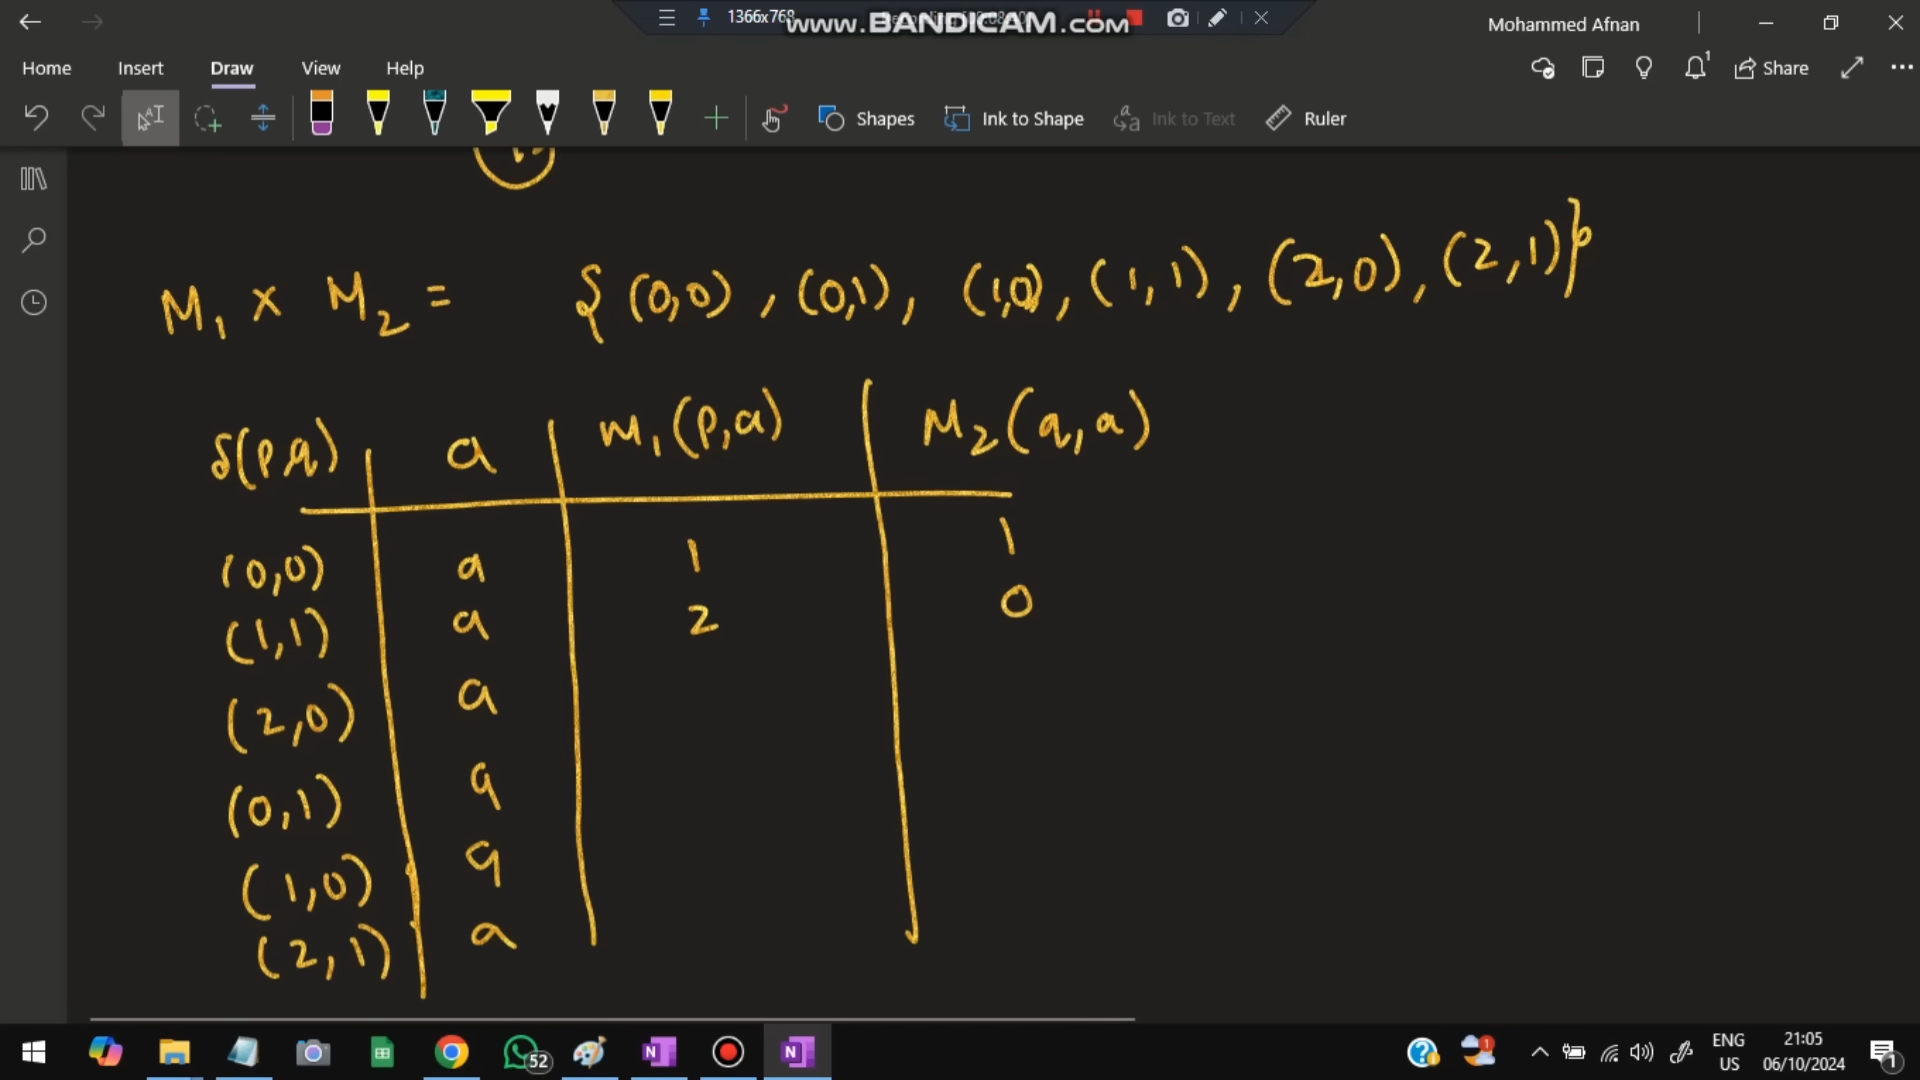 1366x768 www.BANDICAM.com Mohammed Afnan
Home Insert Draw View Help Share
Shapes Ink to Shape Ink to Text Ruler
M₁ x M₂ = { (0,0) , (0,1) , (1,0) , (1,1) , (2,0) , (2,1) }
δ(p,q) a M₁(p,a) M₂(q,a)
(0,0) a 1 1
(1,1) a 2 0
(2,0) a
(0,1) a
(1,0) a
(2,1) a
52 ENG 21:05
US 06/10/2024 1